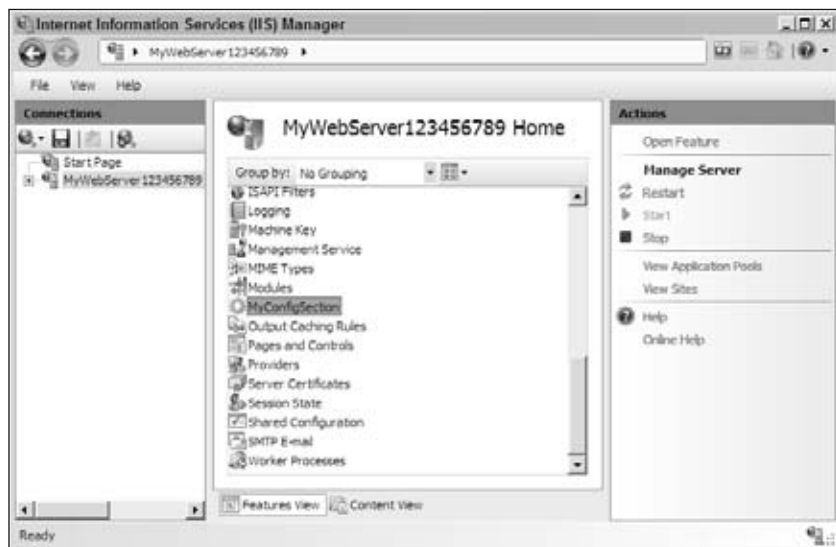 Internet Information Services (IIS) Manager
MyWebServer123456789
File View Help
Connections
Start Page
MyWebServer123456789
MyWebServer123456789 Home
Group by: No Grouping
ISAPI Filters
Logging
Machine Key
Management Service
MIME Types
Modules
MyConfigSection
Output Caching Rules
Pages and Controls
Providers
Server Certificates
Session State
Shared Configuration
SMTP E-mail
Worker Processes
Features View Content View
Actions
Open Feature
Manage Server
Restart
Start
Stop
View Application Pools
View Sites
Help
Online Help
Ready